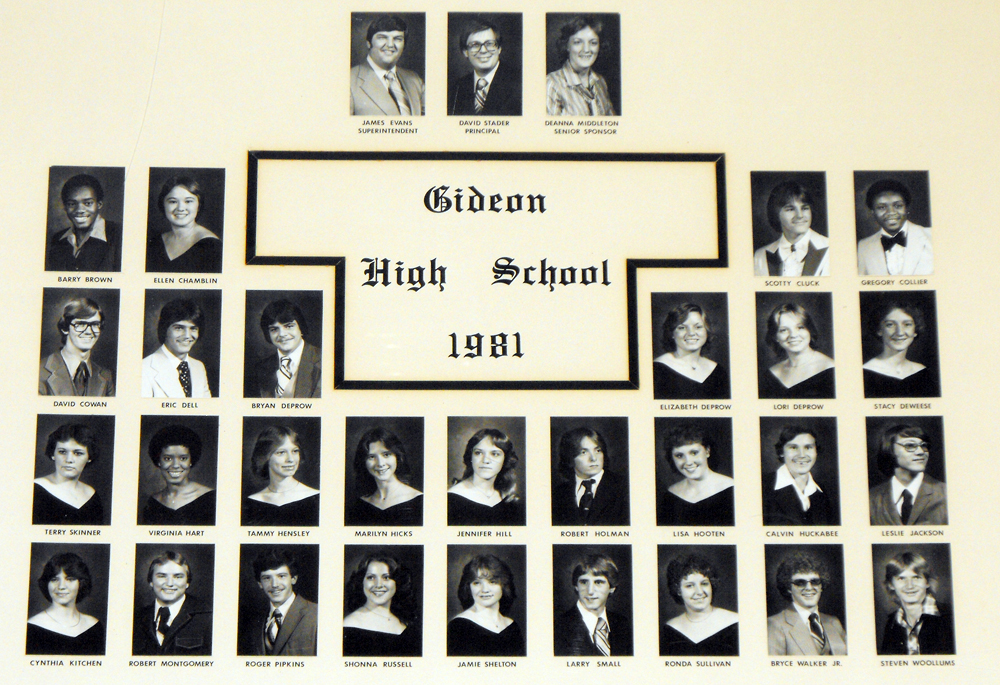 JAMES EVANS
SUPERINTENDENT
DAVID STADER
PRINCIPAL
DEANNA MIDDLETON
SENIOR SPONSOR
Gideon
High School
1981
BARRY BROWN
ELLEN CHAMBLIN
SCOTTY CLUCK
GREGORY COLLIER
DAVID COWAN
ERIC DELL
BRYAN DEPROW
ELIZABETH DEPROW
LORI DEPROW
STACY DEWEESE
TERRY SKINNER
VIRGINIA HART
TAMMY HENSLEY
MARILYN HICKS
JENNIFER HILL
ROBERT HOLMAN
LISA HOOTEN
CALVIN HUCKABEE
LESLIE JACKSON
CYNTHIA KITCHEN
ROBERT MONTGOMERY
ROGER PIPKINS
SHONNA RUSSELL
JAMIE SHELTON
LARRY SMALL
RONDA SULLIVAN
BRYCE WALKER JR.
STEVEN WOOLLUMS